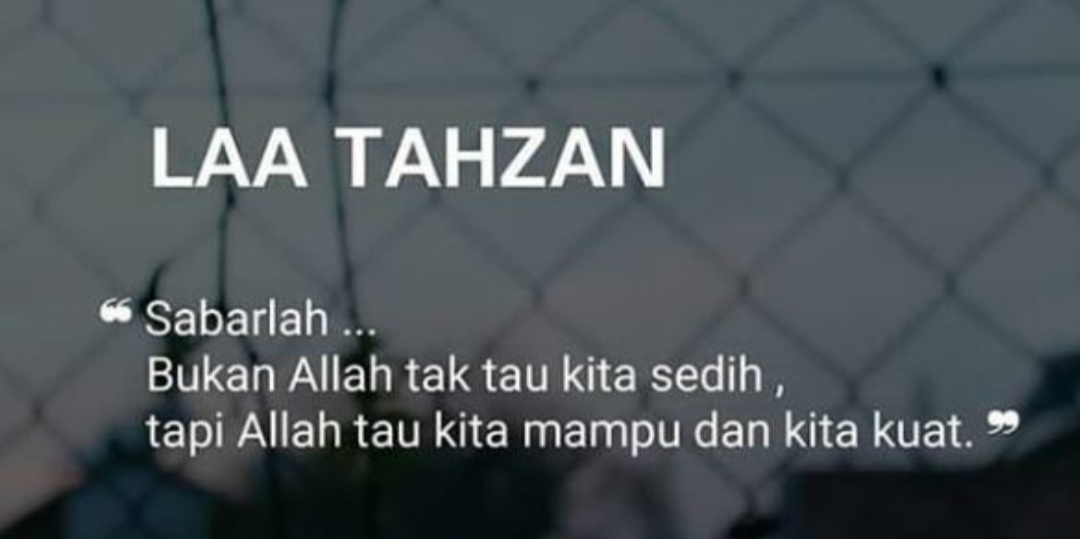 LAA TAHZAN
❝ Sabarlah ...
Bukan Allah tak tau kita sedih ,
tapi Allah tau kita mampu dan kita kuat. ❞